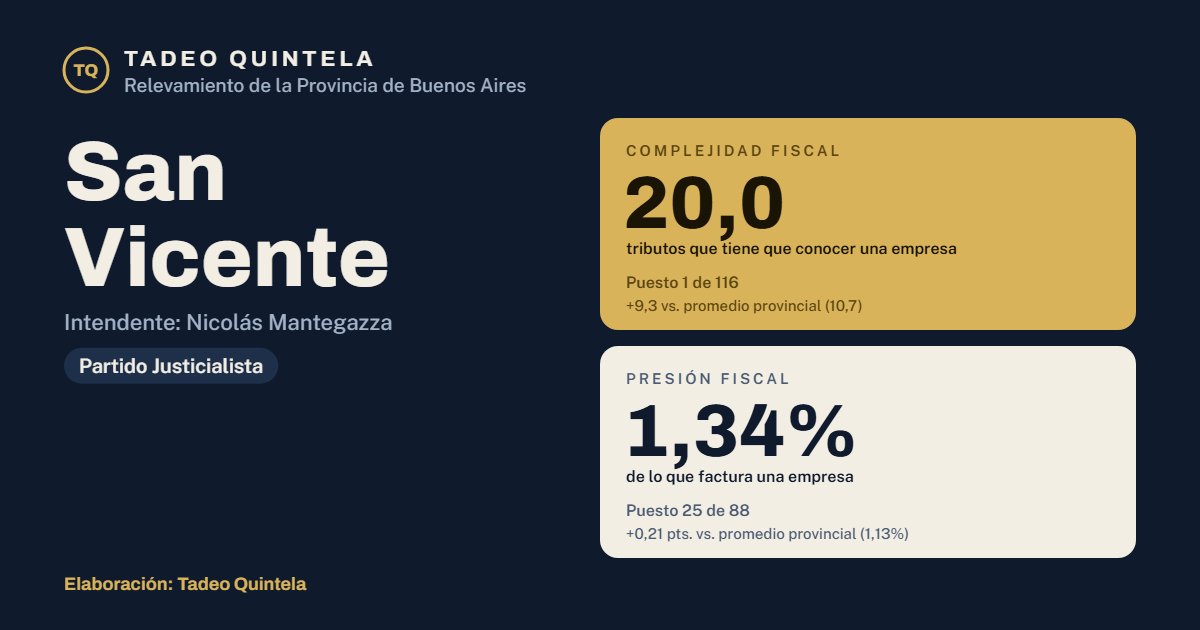 TQ
TADEO QUINTELA
Relevamiento de la Provincia de Buenos Aires
San
Vicente
Intendente: Nicolás Mantegazza
Partido Justicialista
COMPLEJIDAD FISCAL
20,0
tributos que tiene que conocer una empresa
Puesto 1 de 116
+9,3 vs. promedio provincial (10,7)
PRESIÓN FISCAL
1,34%
de lo que factura una empresa
Puesto 25 de 88
+0,21 pts. vs. promedio provincial (1,13%)
Elaboración: Tadeo Quintela